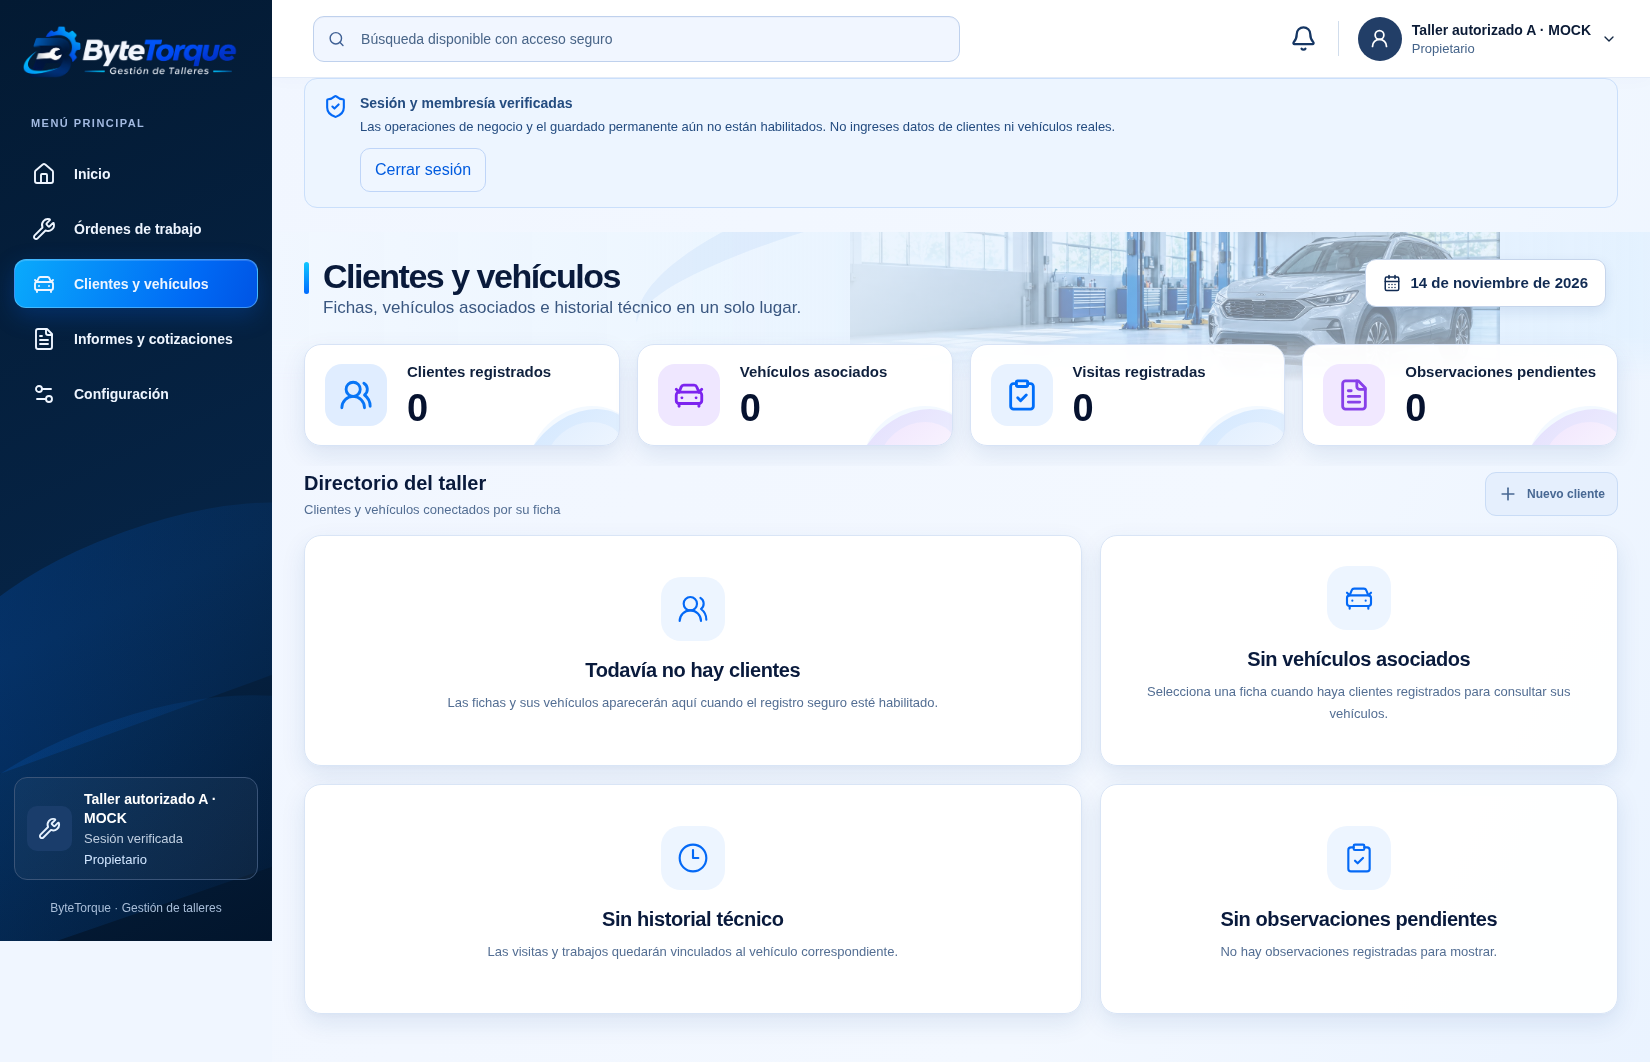 ByteTorque
Gestión de Talleres
MENÚ PRINCIPAL
Inicio
Órdenes de trabajo
Clientes y vehículos
Informes y cotizaciones
Configuración
Taller autorizado A ·
MOCK
Sesión verificada
Propietario
ByteTorque · Gestión de talleres
Búsqueda disponible con acceso seguro
Taller autorizado A · MOCK
Propietario
Sesión y membresía verificadas
Las operaciones de negocio y el guardado permanente aún no están habilitados. No ingreses datos de clientes ni vehículos reales.
Cerrar sesión
Clientes y vehículos
Fichas, vehículos asociados e historial técnico en un solo lugar.
14 de noviembre de 2026
Clientes registrados
0
Vehículos asociados
0
Visitas registradas
0
Observaciones pendientes
0
Directorio del taller
Clientes y vehículos conectados por su ficha
Nuevo cliente
Todavía no hay clientes
Las fichas y sus vehículos aparecerán aquí cuando el registro seguro esté habilitado.
Sin vehículos asociados
Selecciona una ficha cuando haya clientes registrados para consultar sus
vehículos.
Sin historial técnico
Las visitas y trabajos quedarán vinculados al vehículo correspondiente.
Sin observaciones pendientes
No hay observaciones registradas para mostrar.